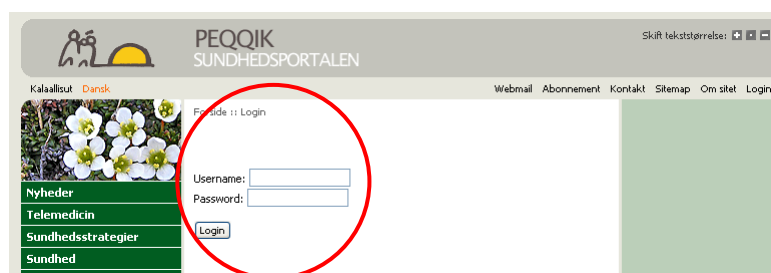 PEQQIK
SUNDHEDSPORTALEN
Skift tekststørrelse:
Kalaallisut Dansk
Webmail Abonnement Kontakt Sitemap Om sitet Login
Forside :: Login
Username:
Password:
Login
Nyheder
Telemedicin
Sundhedsstrategier
Sundhed